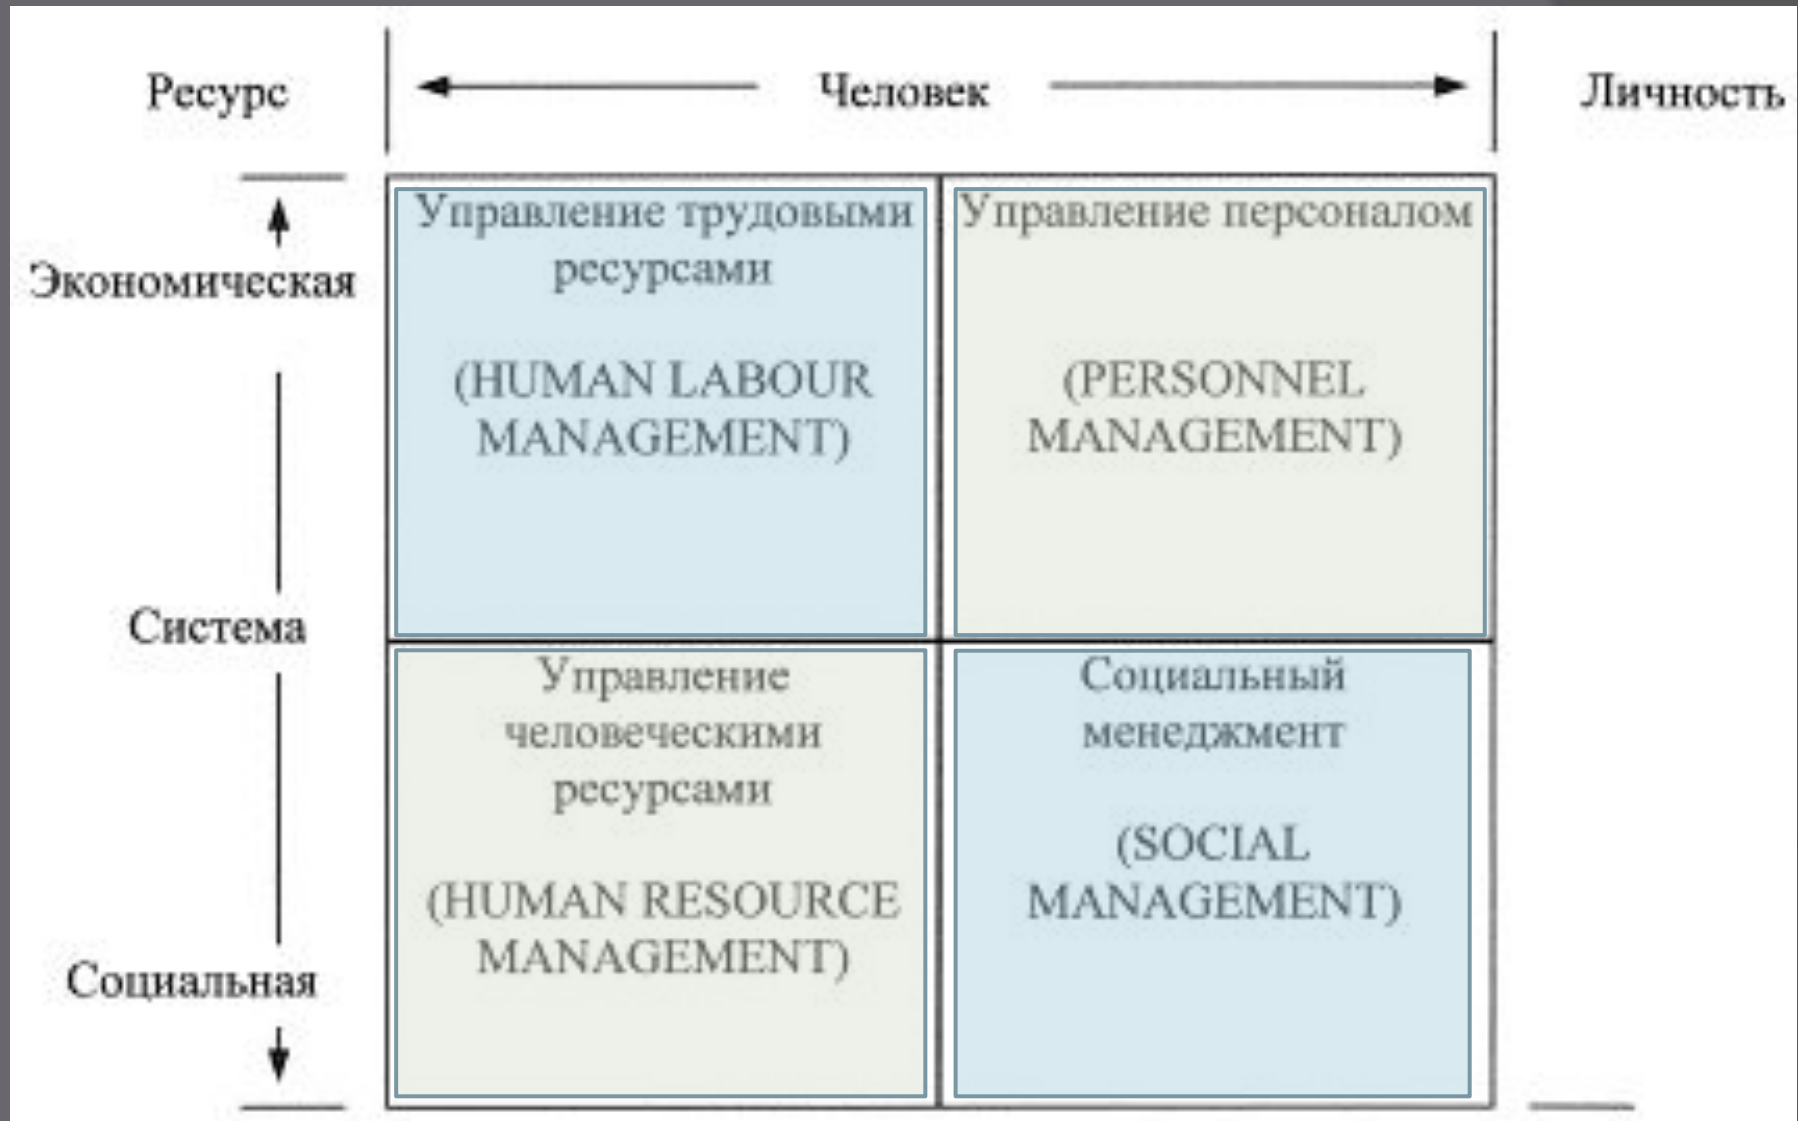 Ресурс
Человек
Личность
Экономическая
Система
Социальная
Управление трудовыми
ресурсами
(HUMAN LABOUR
MANAGEMENT)
Управление персоналом
(PERSONNEL
MANAGEMENT)
Управление
человеческими
ресурсами
(HUMAN RESOURCE
MANAGEMENT)
Социальный
менеджмент
(SOCIAL
MANAGEMENT)